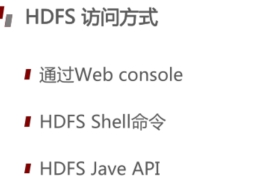 HDFS 访问方式
通过Web console
HDFS Shell命令
HDFS Jave API